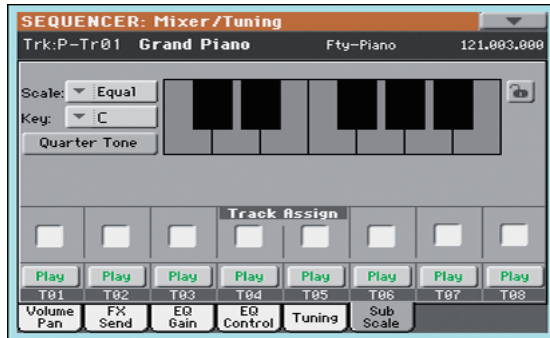 SEQUENCER: Mixer/Tuning
Trk:P-Tr01 Grand Piano Fty-Piano 121.003.000
Scale: Equal
Key: C
Quarter Tone
Track Assign
Play Play Play Play Play Play Play Play
T01 T02 T03 T04 T05 T06 T07 T08
Volume Pan FX Send EQ Gain EQ Control Tuning Sub Scale